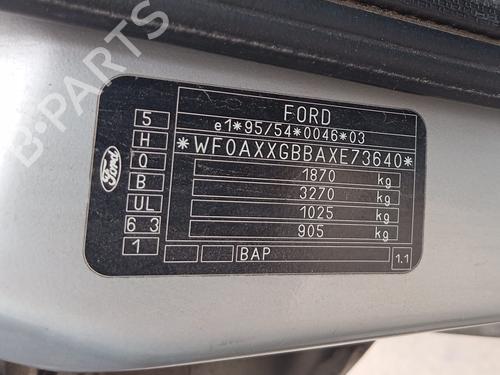 B-PARTS
FORD
e1*95/54*0046*03
*WF0AXXGBBAXE73640*
1870 kg
3270 kg
1025 kg
905 kg
BAP
1.1
5
H
0
B
UL
6 3
1
Ford